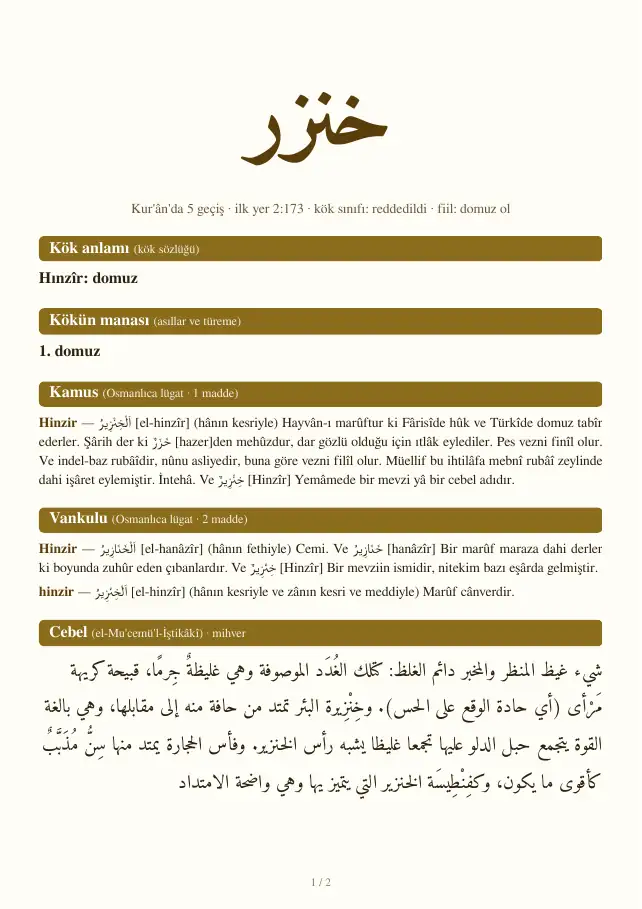 خنزر
Kur'ân'da 5 geçiş · ilk yer 2:173 · kök sınıfı: reddedildi · fiil: domuz ol
Kök anlamı (kök sözlüğü)
Hınzîr: domuz
Kökün manası (asıllar ve türeme)
1. domuz
Kamus (Osmanlıca lügat · 1 madde)
Hinzir — اَلْخِنْزِيرُ [el-hinzîr] (hânın kesriyle) Hayvân-ı marûftur ki Fârisîde hûk ve Türkîde domuz tabîr
ederler. Şârih der ki خَزَرٌ [hazer]den mehûzdur, dar gözlü olduğu için ıtlâk eylediler. Pes vezni finîl olur.
Ve indel-baz rubâîdir, nûnu asliyedir, buna göre vezni filîl olur. Müellif bu ihtilâfa mebnî rubâî zeylinde
dahi işâret eylemiştir. İntehâ. Ve خِنْزِيرٌ [Hinzîr] Yemâmede bir mevzi yâ bir cebel adıdır.
Vankulu (Osmanlıca lügat · 2 madde)
Hinzir — اَلْخَنَازِيرُ [el-hanâzîr] (hânın fethiyle) Cemi. Ve خَنَازِيرُ [hanâzîr] Bir marûf maraza dahi derler
ki boyunda zuhûr eden çıbanlardır. Ve خِنْزِيرٌ [Hinzîr] Bir mevziin ismidir, nitekim bazı eşârda gelmiştir.
hinzir — اَلْخِنْزِيرُ [el-hinzîr] (hânın kesriyle ve zânın kesri ve meddiyle) Marûf cânverdir.
Cebel (el-Mu'cemü'l-İştikâkî) · mihver
شيء غيظ المنظر والمخبر دائم الغلظ: كتلك الغُدَد الموصوفة وهي غليظةٌ جِرمًا، قبيحة كريهة
مَرْأى (أي حادة الوقع على الحس). وخِنْزِيرة البئر تمتد من حافة منه إلى مقابلها، وهي بالغة
القوة يتجمع حبل الدلو عليها تجمعا غليظا يشبه رأس الخنزير. وفأس الحجارة يمتد منها سِنٌّ مُذَبَّبٌ
كأقوى ما يكون، وكفِنْطِيسَة الخنزير التي يتميز بها وهي واضحة الامتداد
1 / 2